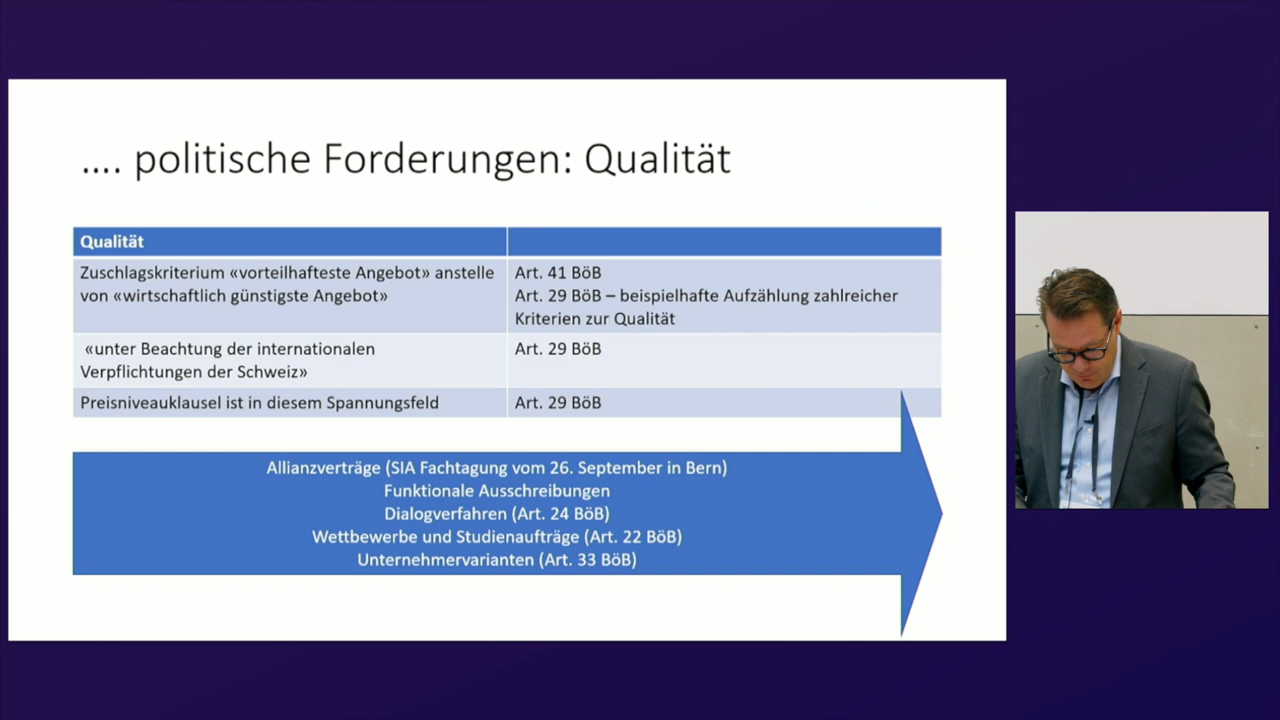 .... politische Forderungen: Qualität
Qualität
Zuschlagskriterium «vorteilhafteste Angebot» anstelle
von «wirtschaftlich günstigste Angebot»
Art. 41 BöB
Art. 29 BöB – beispielhafte Aufzählung zahlreicher
Kriterien zur Qualität
«unter Beachtung der internationalen
Verpflichtungen der Schweiz»
Art. 29 BöB
Preisniveauklausel ist in diesem Spannungsfeld
Art. 29 BöB
Allianzverträge (SIA Fachtagung vom 26. September in Bern)
Funktionale Ausschreibungen
Dialogverfahren (Art. 24 BöB)
Wettbewerbe und Studienaufträge (Art. 22 BöB)
Unternehmervarianten (Art. 33 BöB)